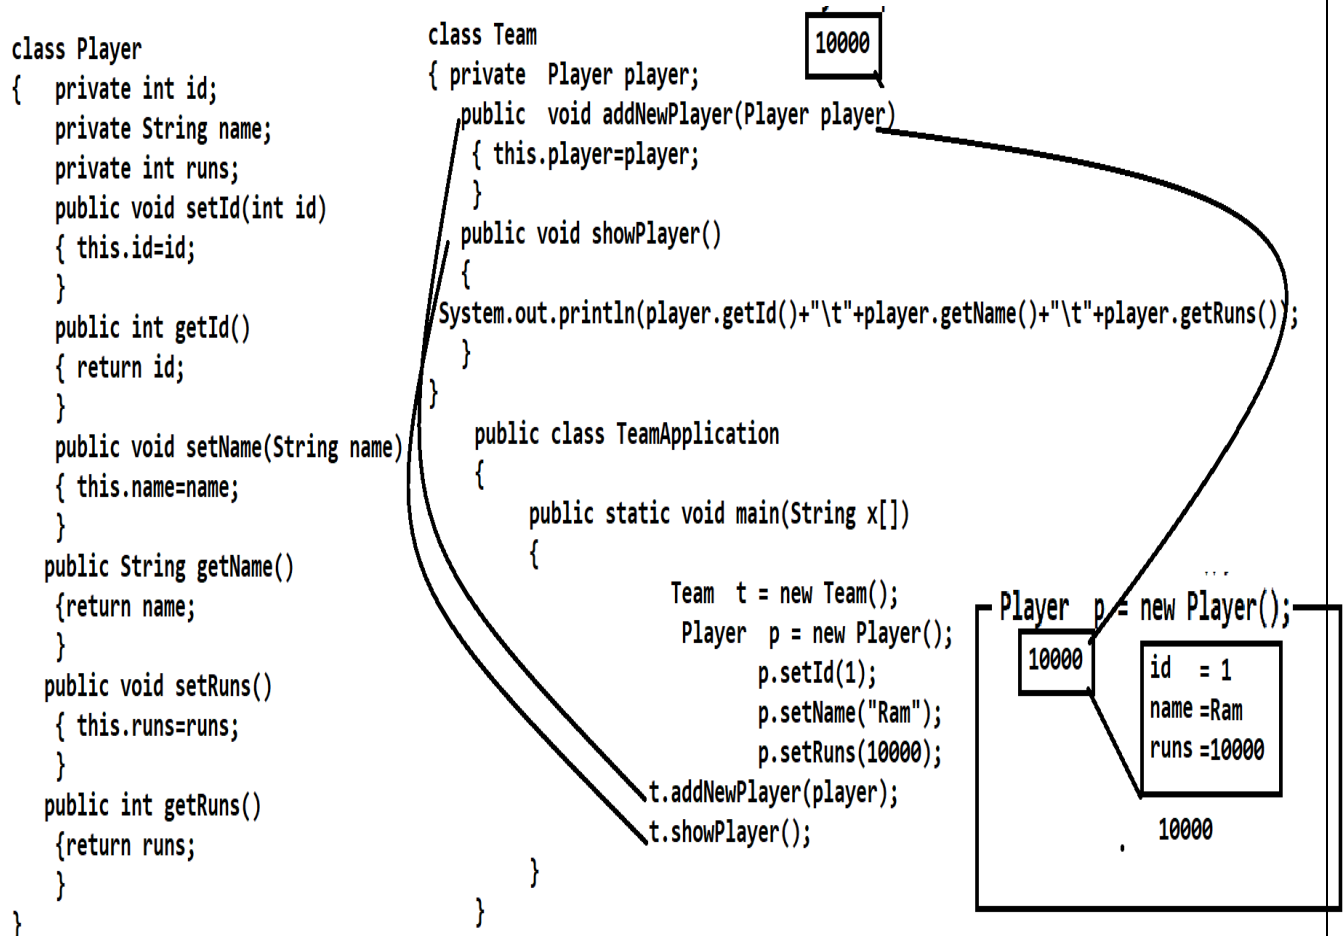 class Player
{ private int id;
private String name;
private int runs;
public void setId(int id)
{ this.id=id;
}
public int getId()
{ return id;
}
public void setName(String name)
{ this.name=name;
}
public String getName()
{return name;
}
public void setRuns()
{ this.runs=runs;
}
public int getRuns()
{return runs;
}
}
class Team
{ private Player player;
public void addNewPlayer(Player player)
{ this.player=player;
}
public void showPlayer()
{
System.out.println(player.getId()+"\t"+player.getName()+"\t"+player.getRuns());
}
}
public class TeamApplication
{
public static void main(String x[])
{
Team t = new Team();
Player p = new Player();
p.setId(1);
p.setName("Ram");
p.setRuns(10000);
t.addNewPlayer(player);
t.showPlayer();
}
}
10000
Player p = new Player();
10000
id = 1
name =Ram
runs =10000
10000